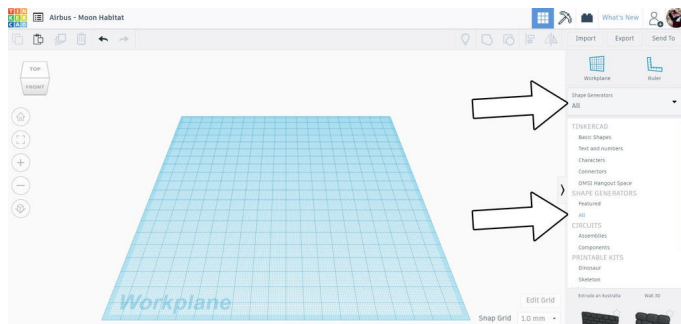 TIN
KER
CAD
Airbus - Moon Habitat
What's New
Import Export Send To
TOP
FRONT
Workplane Ruler
Shape Generators
All
TINKERCAD
Basic Shapes
Text and numbers
Characters
Connectors
OMSI Hangout Space
SHAPE GENERATORS
Featured
All
CIRCUITS
Assemblies
Components
PRINTABLE KITS
Dinosaur
Skeleton
Extrude an Australia Wall 3D
Workplane
Edit Grid
Snap Grid 1.0 mm